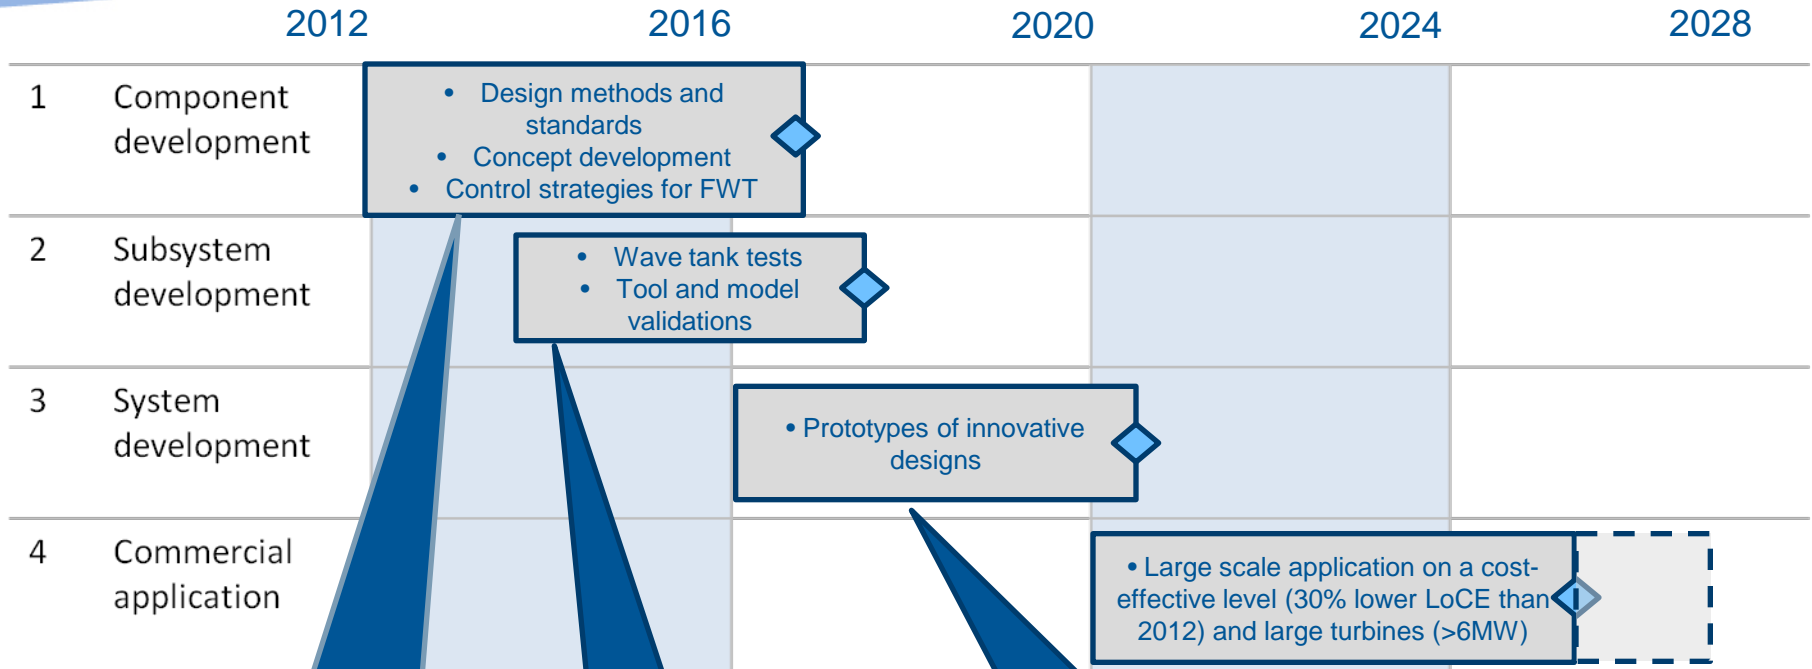 2012 2016 2020 2024 2028
1 Component
development
• Design methods and
standards
• Concept development
• Control strategies for FWT
2 Subsystem
development
• Wave tank tests
• Tool and model
validations
3 System
development
• Prototypes of innovative
designs
4 Commercial
application
• Large scale application on a cost-
effective level (30% lower LoCE than
2012) and large turbines (>6MW)